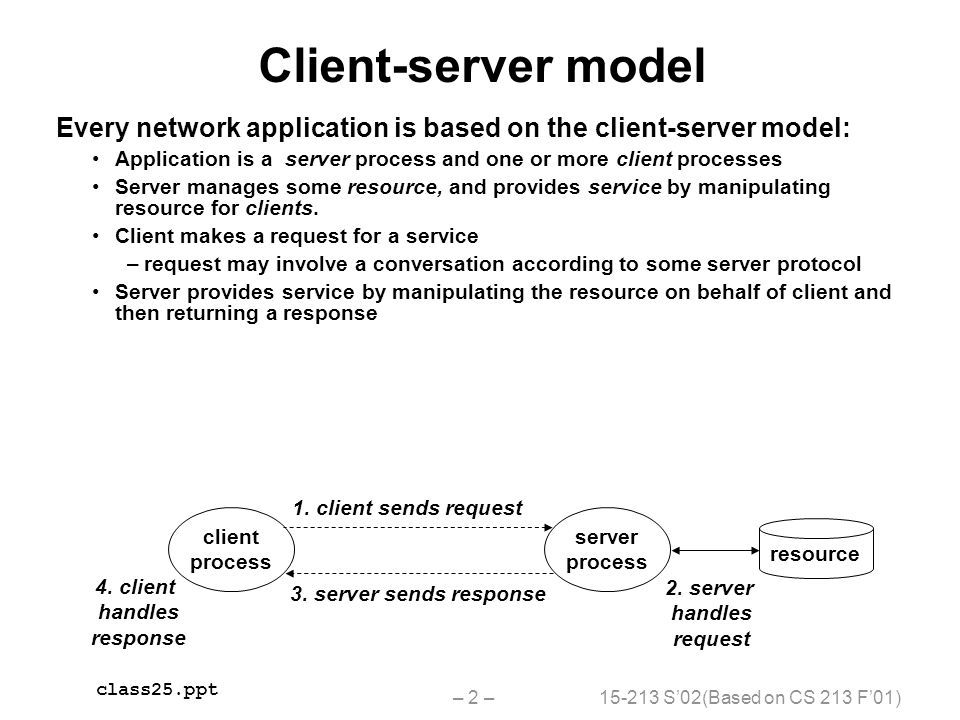 Client-server model
Every network application is based on the client-server model:
• Application is a  server process and one or more client processes
• Server manages some resource, and provides service by manipulating
resource for clients.
• Client makes a request for a service
– request may involve a conversation according to some server protocol
• Server provides service by manipulating the resource on behalf of client and
then returning a response
1. client sends request
client
process
server
process
resource
3. server sends response
4. client
handles
response
2. server
handles
request
class25.ppt
– 2 –
15-213 S’02(Based on CS 213 F’01)